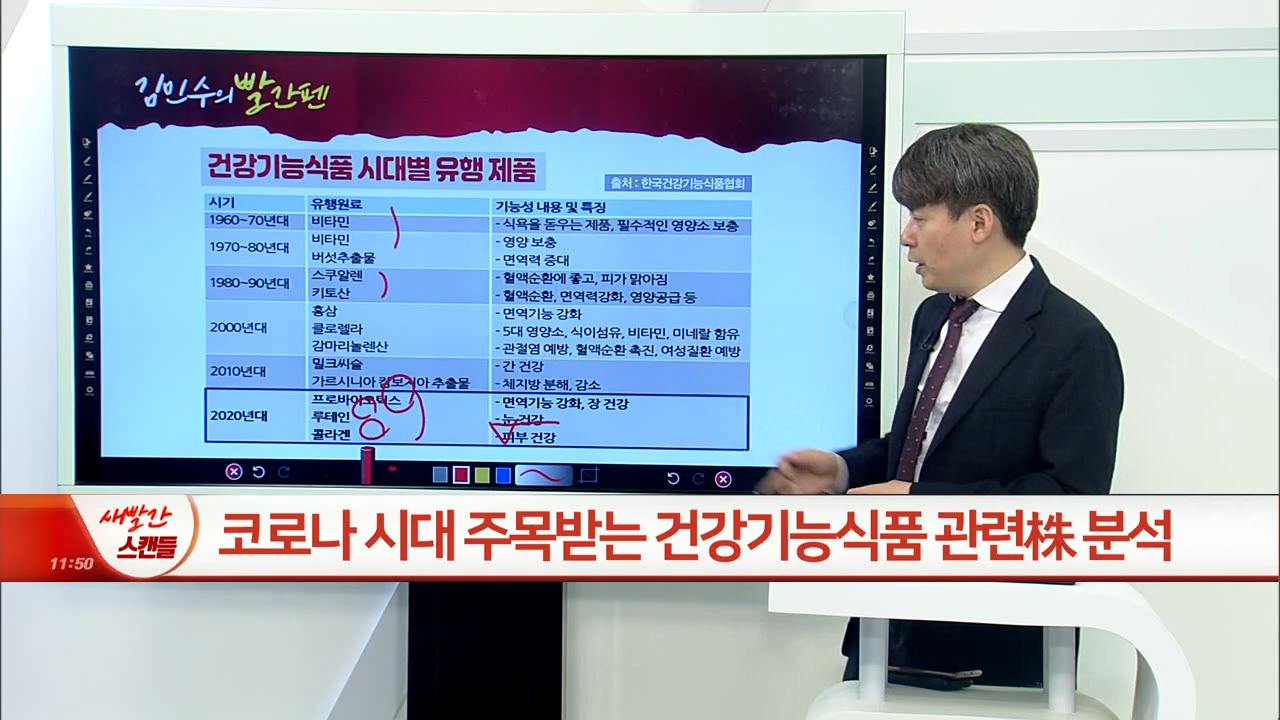 김민수의 빨간펜
건강기능식품 시대별 유행 제품
출처 : 한국건강기능식품협회
시기 유행원료 기능성 내용 및 특징
1960~70년대 비타민 - 식욕을 돋우는 제품, 필수적인 영양소 보충
1970~80년대 비타민 - 영양 보충
버섯추출물 - 면역력 증대
1980~90년대 스쿠알렌 - 혈액순환에 좋고, 피가 맑아짐
키토산 - 혈액순환, 면역력강화, 영양공급 등
2000년대 홍삼 - 면역기능 강화
클로렐라 - 5대 영양소, 식이섬유, 비타민, 미네랄 함유
감마리놀렌산 - 관절염 예방, 혈액순환 촉진, 여성질환 예방
2010년대 밀크씨슬 - 간 건강
가르시니아 캄보지아 추출물 - 체지방 분해, 감소
2020년대 프로바이오틱스 - 면역기능 강화, 장 건강
루테인 - 눈 건강
콜라겐 - 피부 건강
새빨간
스캔들
11:50
코로나 시대 주목받는 건강기능식품 관련株 분석